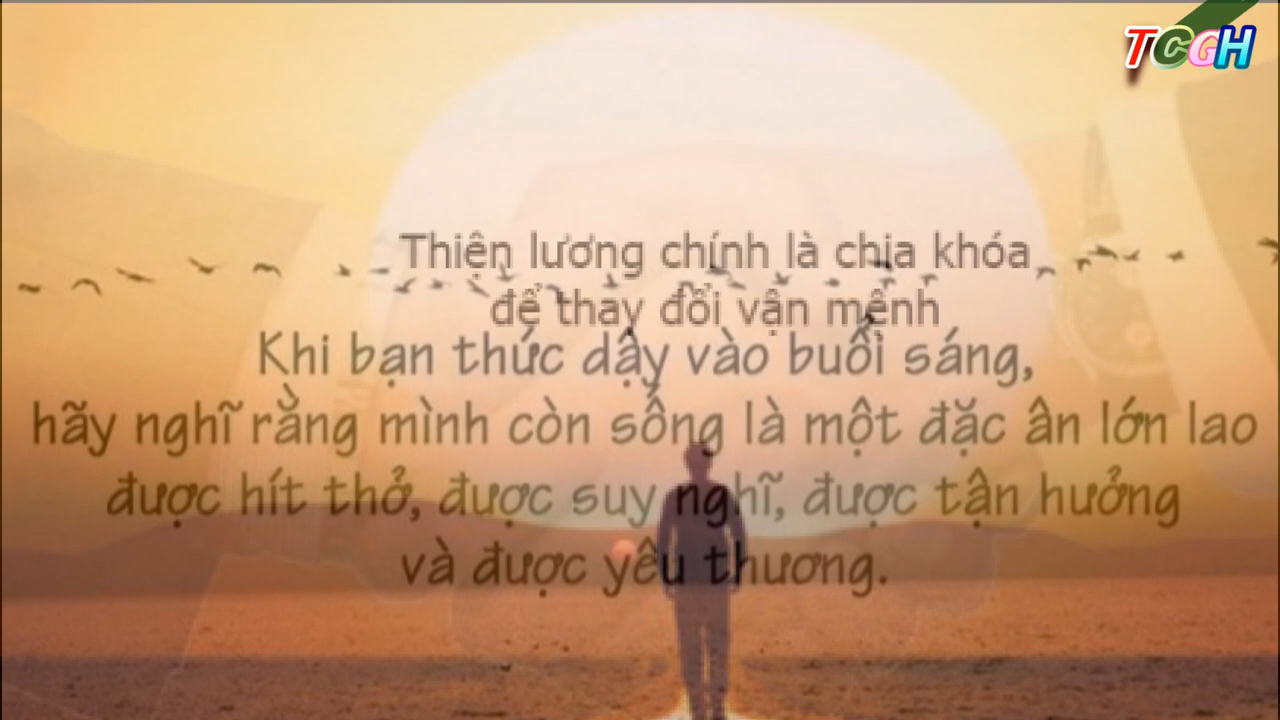 TCGH
Thiện lương chính là chìa khóa
để thay đổi vận mệnh
Khi bạn thức dậy vào buổi sáng,
hãy nghĩ rằng mình còn sống là một đặc ân lớn lao
được hít thở, được suy nghĩ, được tận hưởng
và được yêu thương.